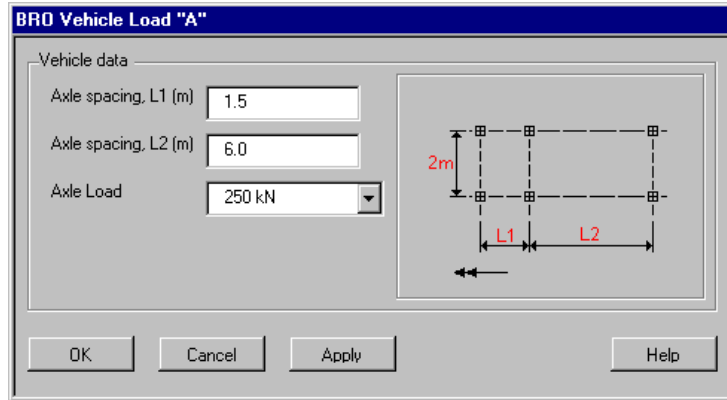 BRO Vehicle Load "A"
Vehicle data
Axle spacing, L1 (m) 1.5
Axle spacing, L2 (m) 6.0
Axle Load 250 kN
2m
L1 L2
OK Cancel Apply Help